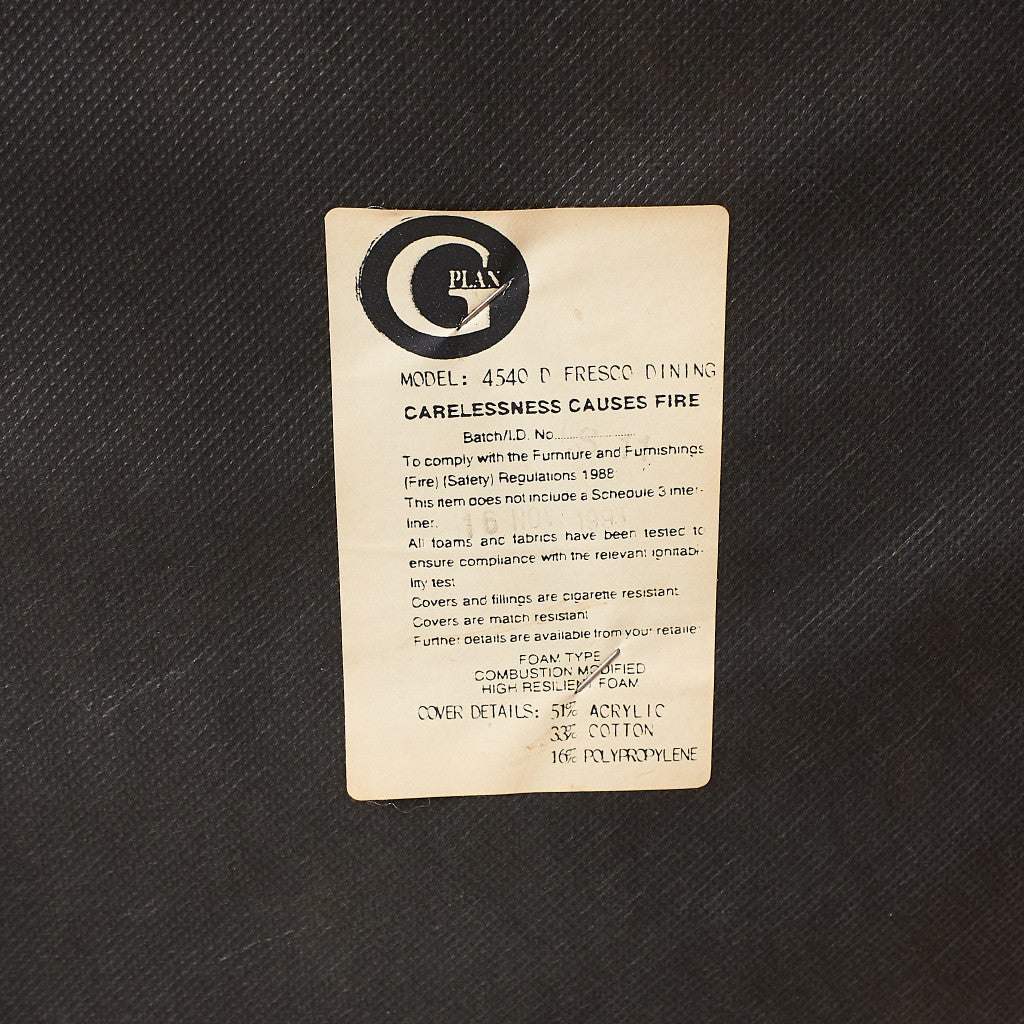 G PLAN
MODEL: 4540 D FRESCO DINING
CARELESSNESS CAUSES FIRE
Batch/I.D. No....................
To comply with the Furniture and Furnishings
(Fire) (Safety) Regulations 1988
This item does not include a Schedule 3 inter-
liner.
16 NOV
All foams and fabrics have been tested to
ensure compliance with the relevant ignitabi-
lity test
Covers and fillings are cigarette resistant
Covers are match resistant
Further details are available from your retailer
FOAM TYPE
COMBUSTION MODIFIED
HIGH RESILIENT FOAM
COVER DETAILS: 51% ACRYLIC
33% COTTON
16% POLYPROPYLENE